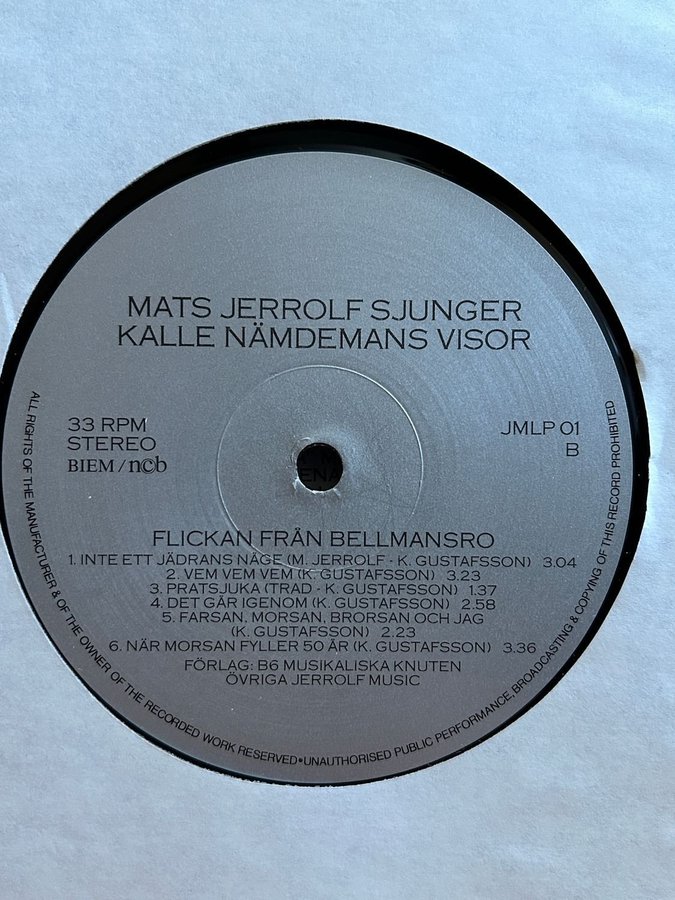 MATS JERROLF SJUNGER
KALLE NÄMDEMANS VISOR
33 RPM
STEREO
BIEM / n©b
JMLP 01
B
FLICKAN FRÅN BELLMANSRO
1. INTE ETT JÄDRANS NÄGE (M. JERROLF - K. GUSTAFSSON) 3.04
2. VEM VEM VEM (K. GUSTAFSSON) 3.23
3. PRATSJUKA (TRAD - K. GUSTAFSSON) 1.37
4. DET GÅR IGENOM (K. GUSTAFSSON) 2.58
5. FARSAN, MORSAN, BRORSAN OCH JAG
(K. GUSTAFSSON) 2.23
6. NÄR MORSAN FYLLER 50 ÅR (K. GUSTAFSSON) 3.36
FÖRLAG: B6 MUSIKALISKA KNUTEN
ÖVRIGA JERROLF MUSIC
ALL RIGHTS OF THE MANUFACTURER & OF THE OWNER OF THE RECORDED WORK RESERVED•UNAUTHORISED PUBLIC PERFORMANCE, BROADCASTING & COPYING OF THIS RECORD PROHIBITED